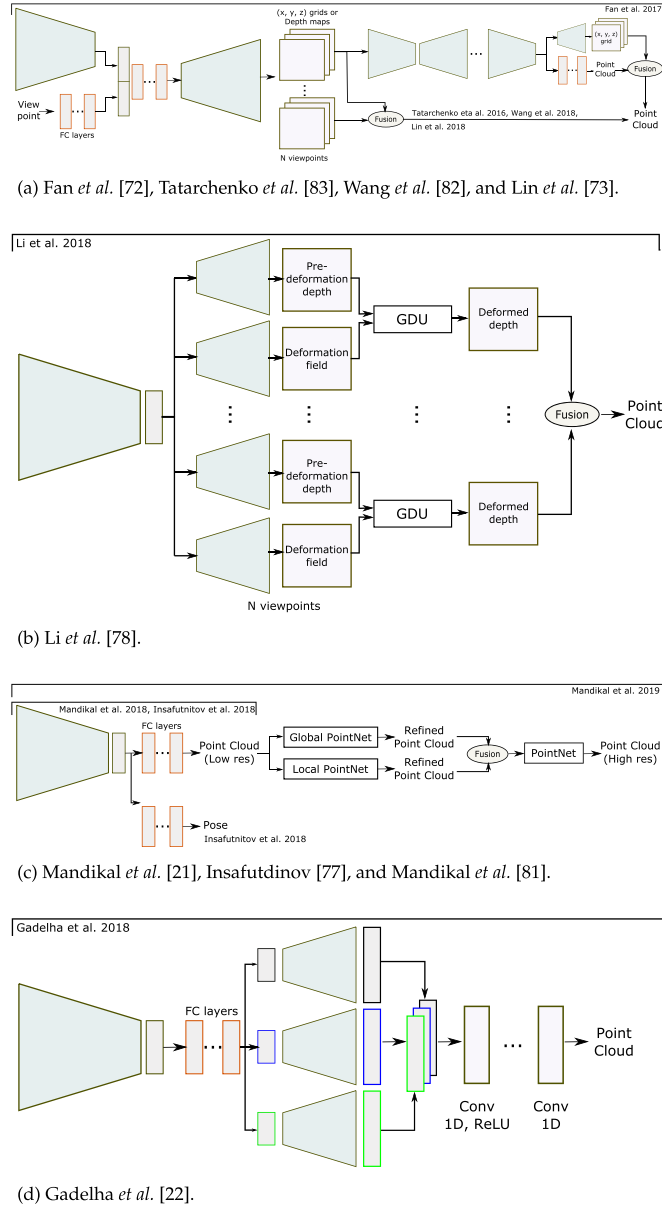 Fan et al. 2017
(x, y, z) grids or
Depth maps
(x, y, z)
grid
Point
Cloud
Fusion
View
point
FC layers
Fusion
Tatarchenko eta al. 2016, Wang et al. 2018,
Lin et al. 2018
Point
Cloud
N viewpoints
(a) Fan et al. [72], Tatarchenko et al. [83], Wang et al. [82], and Lin et al. [73].
Li et al. 2018
Pre-
deformation
depth
GDU
Deformed
depth
Deformation
field
Fusion
Point
Cloud
Pre-
deformation
depth
GDU
Deformed
depth
Deformation
field
N viewpoints
(b) Li et al. [78].
Mandikal et al. 2019
Mandikal et al. 2018, Insafutnitov et al. 2018
FC layers
Point Cloud
(Low res)
Global PointNet
Refined
Point Cloud
Local PointNet
Refined
Point Cloud
Fusion
PointNet
Point Cloud
(High res)
Pose
Insafutnitov et al. 2018
(c) Mandikal et al. [21], Insafutdinov [77], and Mandikal et al. [81].
Gadelha et al. 2018
FC layers
Conv
1D, ReLU
Conv
1D
Point
Cloud
(d) Gadelha et al. [22].